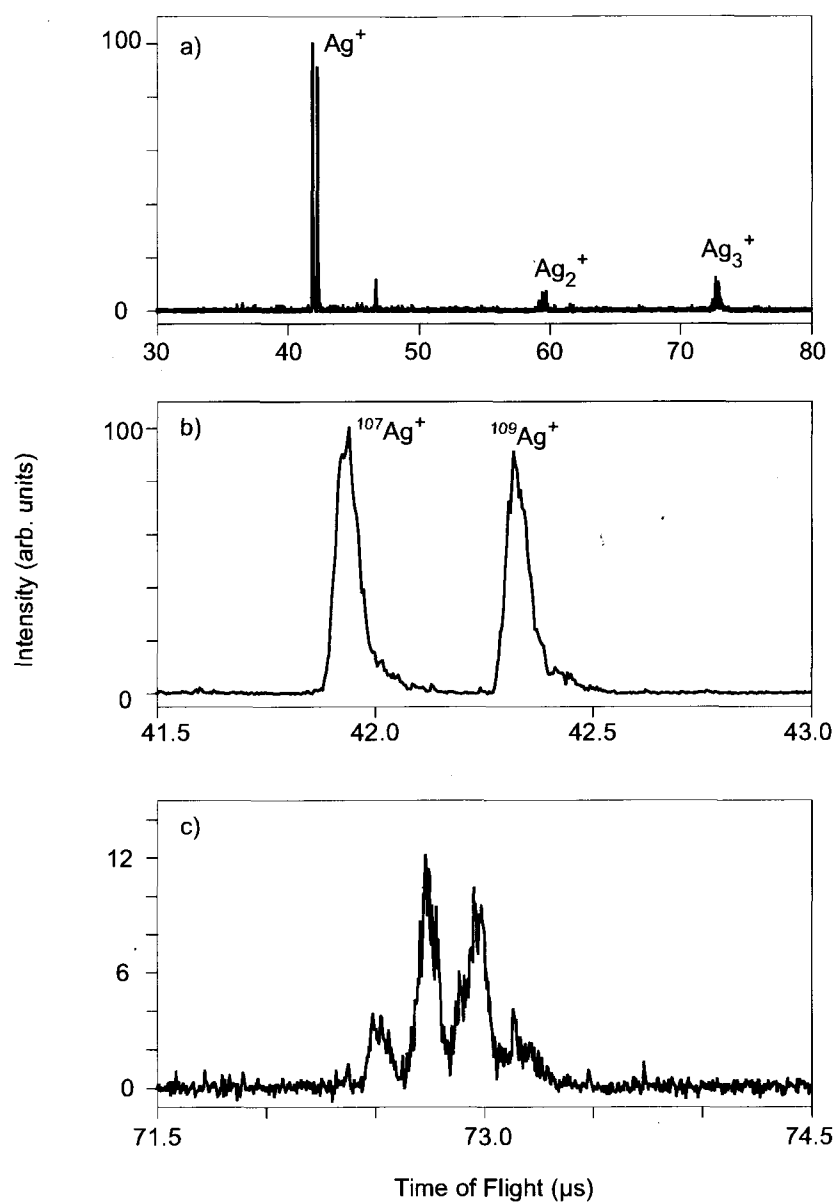 a)
Ag⁺
Ag₂⁺
Ag₃⁺
100
0
30 40 50 60 70 80
b)
¹⁰⁷Ag⁺
¹⁰⁹Ag⁺
100
0
41.5 42.0 42.5 43.0
Intensity (arb. units)
c)
12
6
0
71.5 73.0 74.5
Time of Flight (µs)